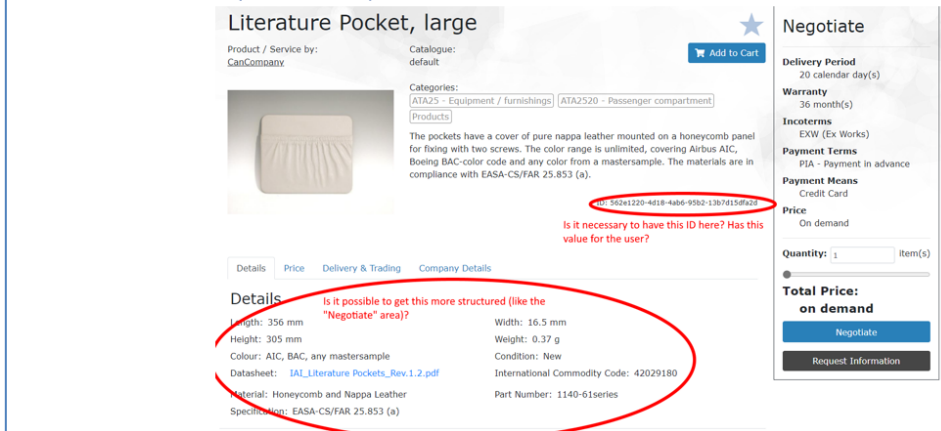 Literature Pocket, large
Product / Service by:
CanCompany
Catalogue:
default
Add to Cart
Categories:
ATA25 - Equipment / furnishings
ATA2520 - Passenger compartment
Products
The pockets have a cover of pure nappa leather mounted on a honeycomb panel
for fixing with two screws. The color range is unlimited, covering Airbus AIC,
Boeing BAC-color code and any color from a mastersample. The materials are in
compliance with EASA-CS/FAR 25.853 (a).
ID: 562e1220-4d18-4ab6-95b2-13b7d15dfa2d
Is it necessary to have this ID here? Has this
value for the user?
Details
Price
Delivery & Trading
Company Details
Details
Is it possible to get this more structured (like the
"Negotiate" area)?
Length: 356 mm
Width: 16.5 mm
Height: 305 mm
Weight: 0.37 g
Colour: AIC, BAC, any mastersample
Condition: New
Datasheet: IAI_Literature Pockets_Rev.1.2.pdf
International Commodity Code: 42029180
Material: Honeycomb and Nappa Leather
Part Number: 1140-61series
Specification: EASA-CS/FAR 25.853 (a)
Negotiate
Delivery Period
20 calendar day(s)
Warranty
36 month(s)
Incoterms
EXW (Ex Works)
Payment Terms
PIA - Payment in advance
Payment Means
Credit Card
Price
On demand
Quantity: 1 item(s)
Total Price:
on demand
Negotiate
Request Information